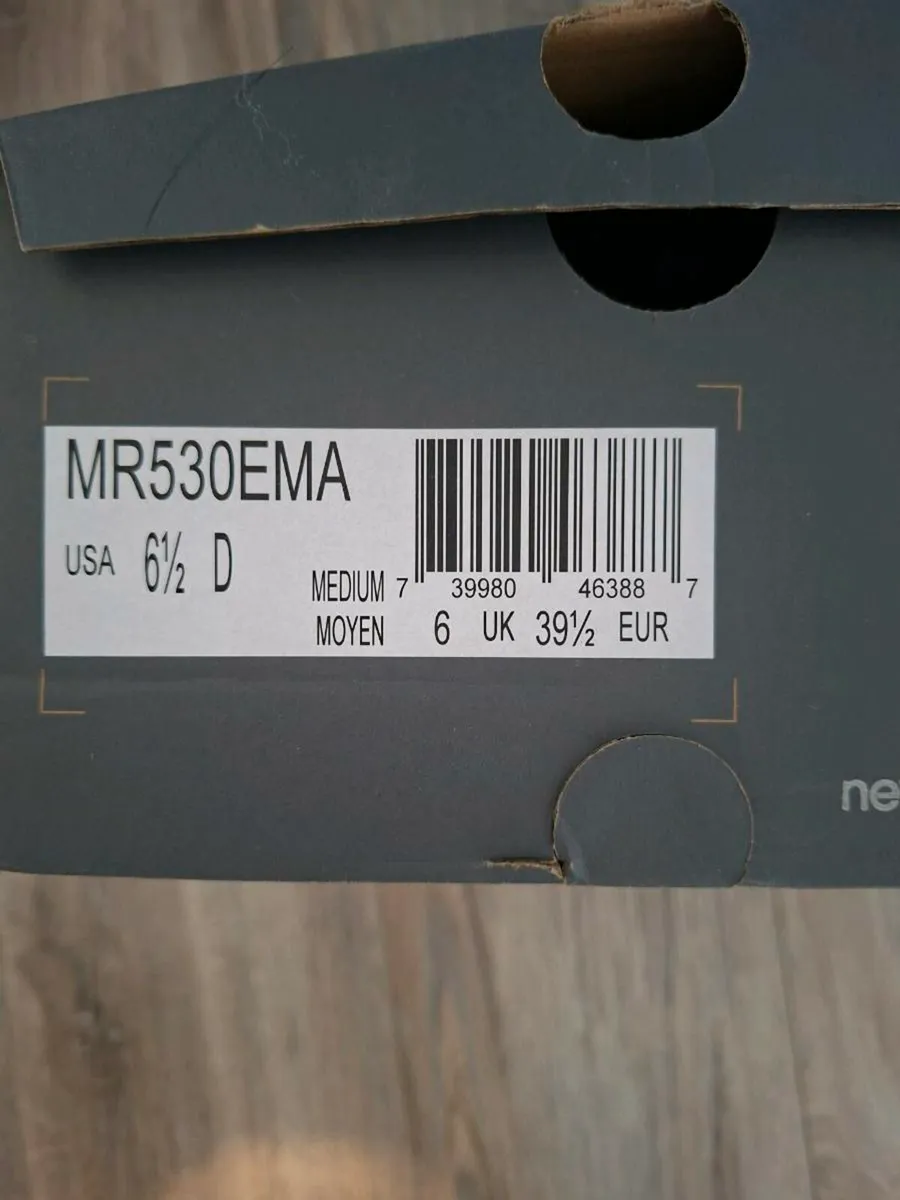 MR530EMA
USA 6½ D
MEDIUM 7 39980 46388 7
MOYEN 6 UK 39½ EUR
ne